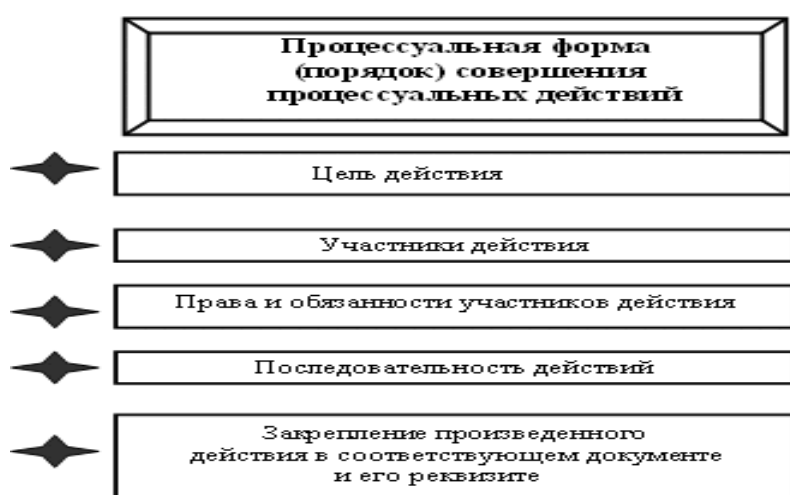 Процессуальная форма
(порядок) совершения
процессуальных действий
Цель действия
Участники действия
Права и обязанности участников действия
Последовательность действий
Закрепление произведенного
действия в соответствующем документе
и его реквизите